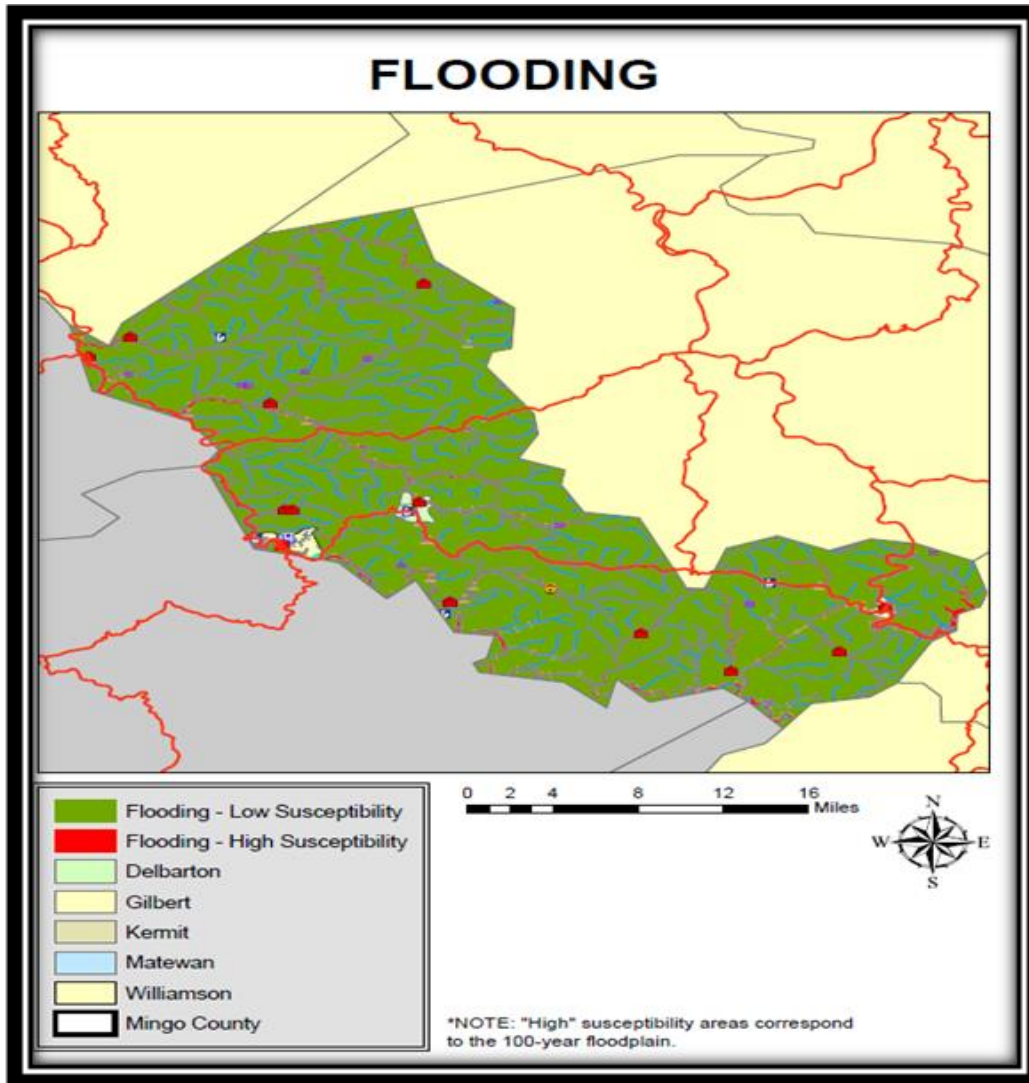 FLOODING
Flooding - Low Susceptibility
Flooding - High Susceptibility
Delbarton
Gilbert
Kermit
Matewan
Williamson
Mingo County
0 2 4 8 12 16
Miles
N
W E
S
*NOTE: "High" susceptibility areas correspond
to the 100-year floodplain.